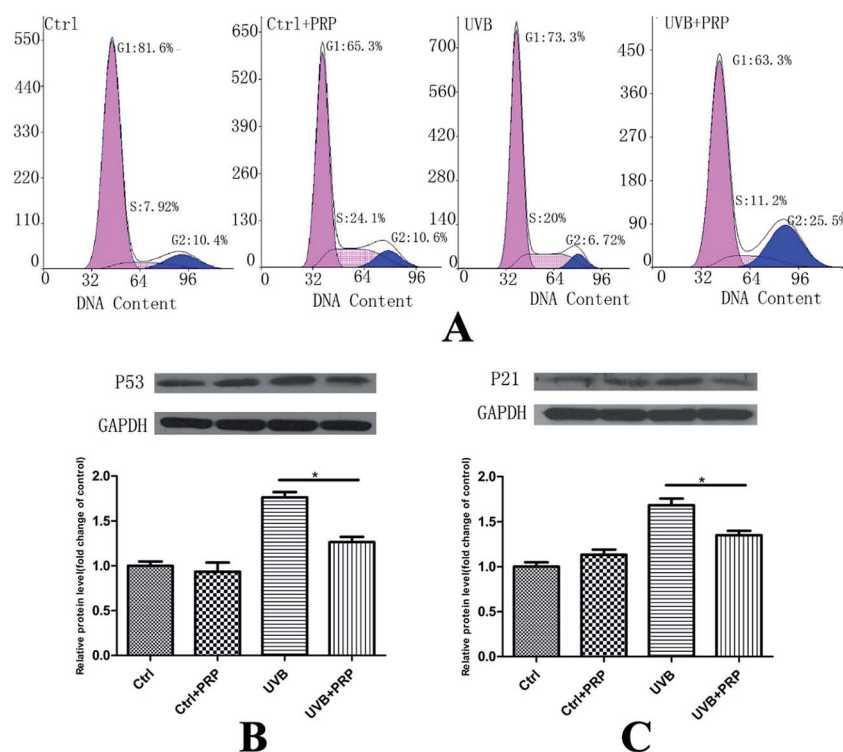 Ctrl
550
440
330
220
110
0
G1:81.6%
S:7.92%
G2:10.4%
32 64 96
DNA Content
Ctrl+PRP
650
520
390
260
130
0
G1:65.3%
S:24.1%
G2:10.6%
0 32 64 96
DNA Content
UVB
700
560
420
280
140
0
G1:73.3%
S:20%
G2:6.72%
0 32 64 96
DNA Content
UVB+PRP
450
360
270
180
90
0
G1:63.3%
S:11.2%
G2:25.5%
0 32 64 96
DNA Content
A
P53
GAPDH
Relative protein level(fold change of control)
2.0
1.5
1.0
0.5
0.0
*
Ctrl
Ctrl+PRP
UVB
UVB+PRP
B
P21
GAPDH
Relative protein level(fold change of control)
2.0
1.5
1.0
0.5
0.0
*
Ctrl
Ctrl+PRP
UVB
UVB+PRP
C